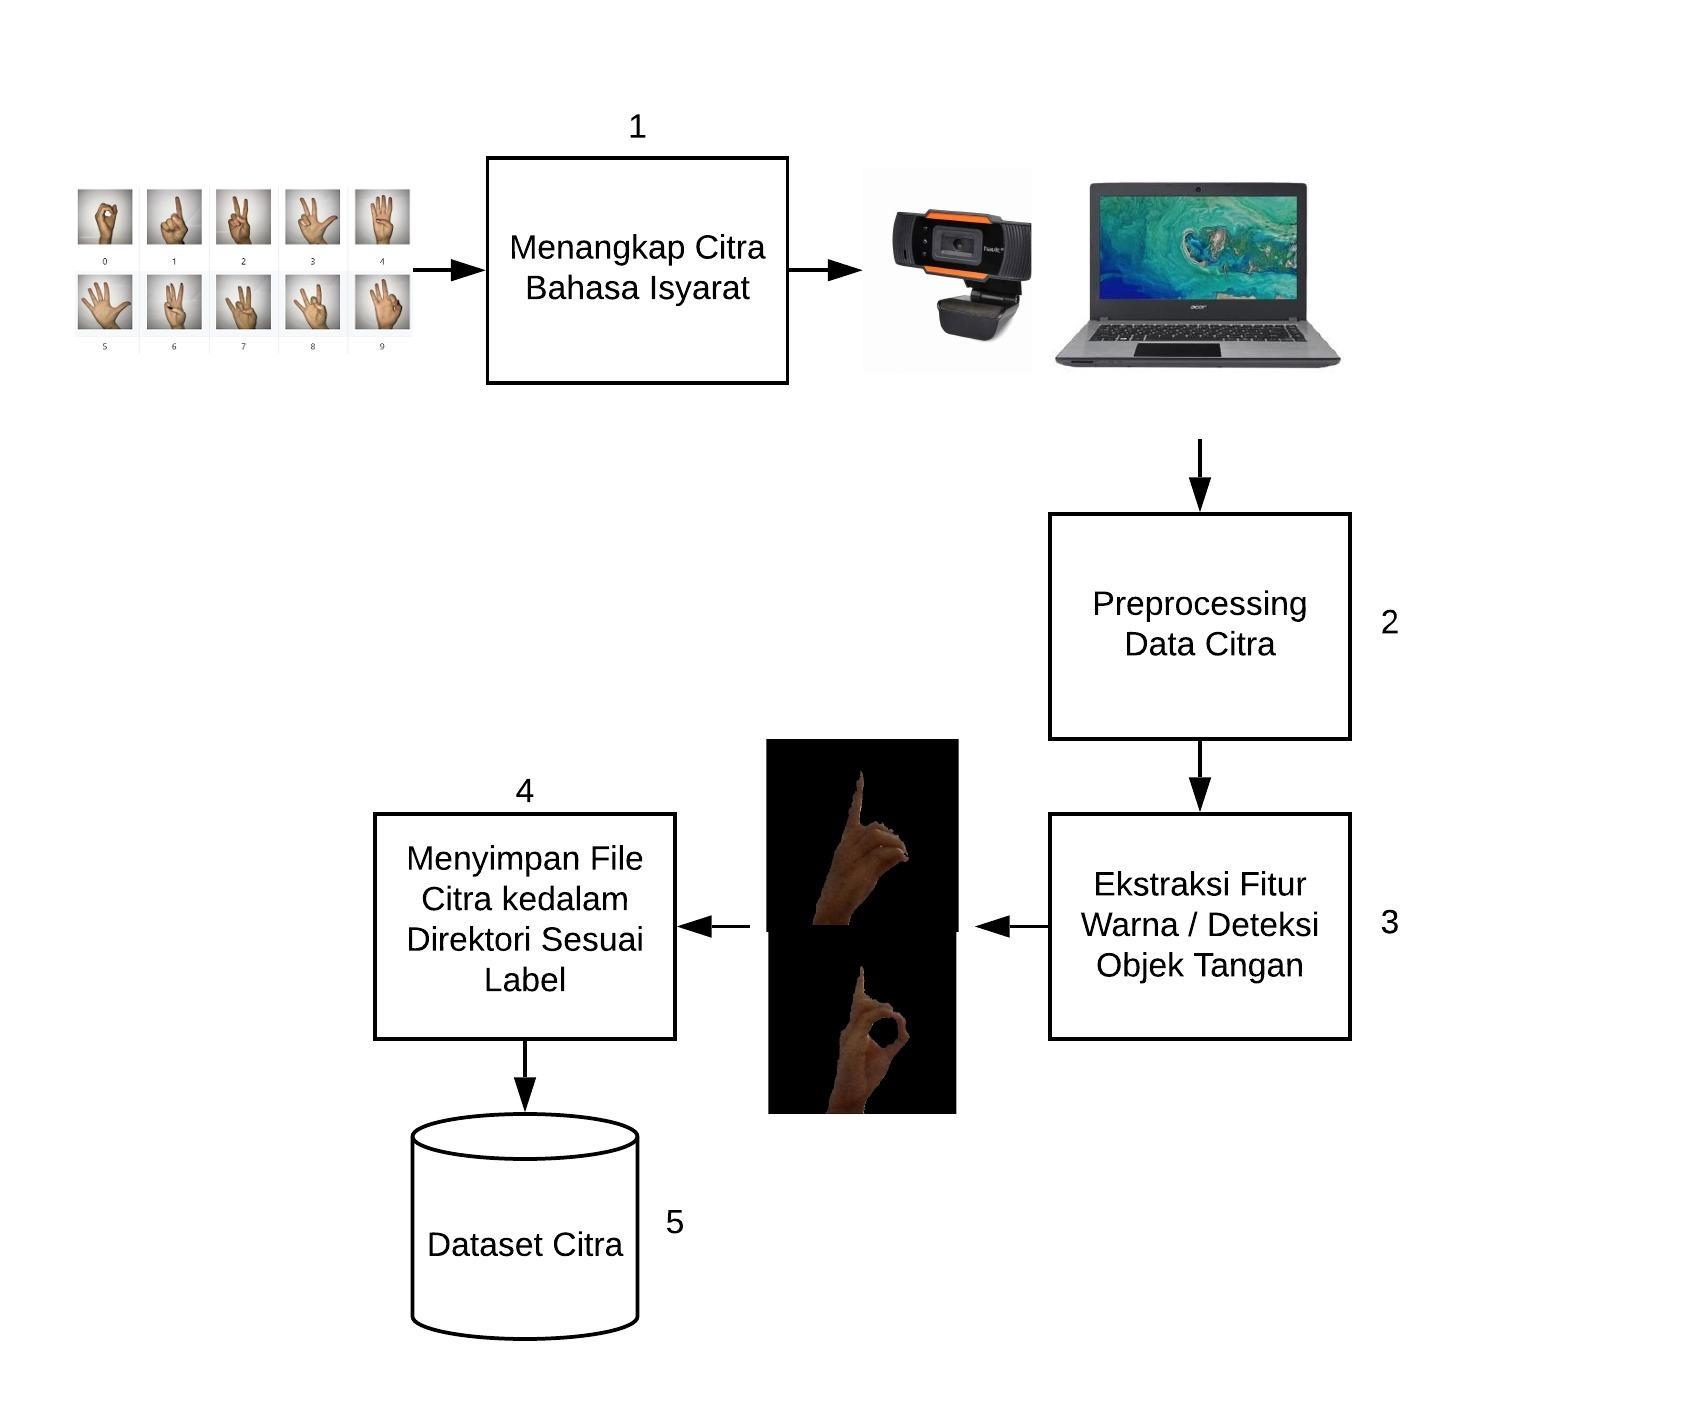 1
Menangkap Citra
Bahasa Isyarat
0 1 2 3 4
5 6 7 8 9
acer
Preprocessing
Data Citra
2
Ekstraksi Fitur
Warna / Deteksi
Objek Tangan
3
4
Menyimpan File
Citra kedalam
Direktori Sesuai
Label
Dataset Citra
5